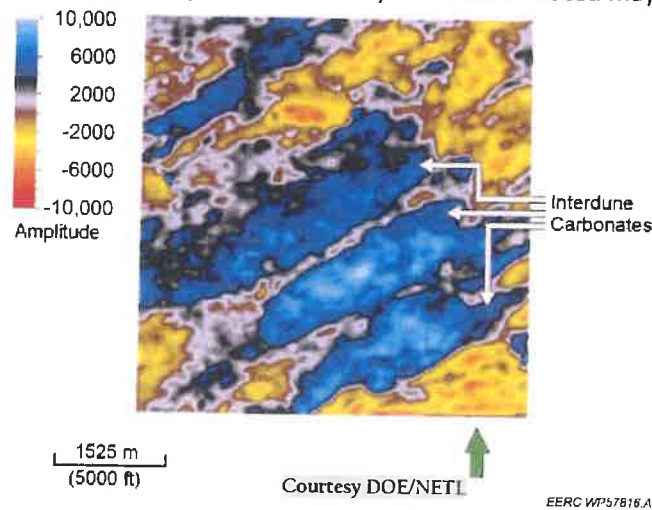 10,000
6000
2000
-2000
-6000
-10,000
Amplitude
Interdune
Carbonates
1525 m
(5000 ft)
Courtesy DOE/NETL
EERC WP57816.A